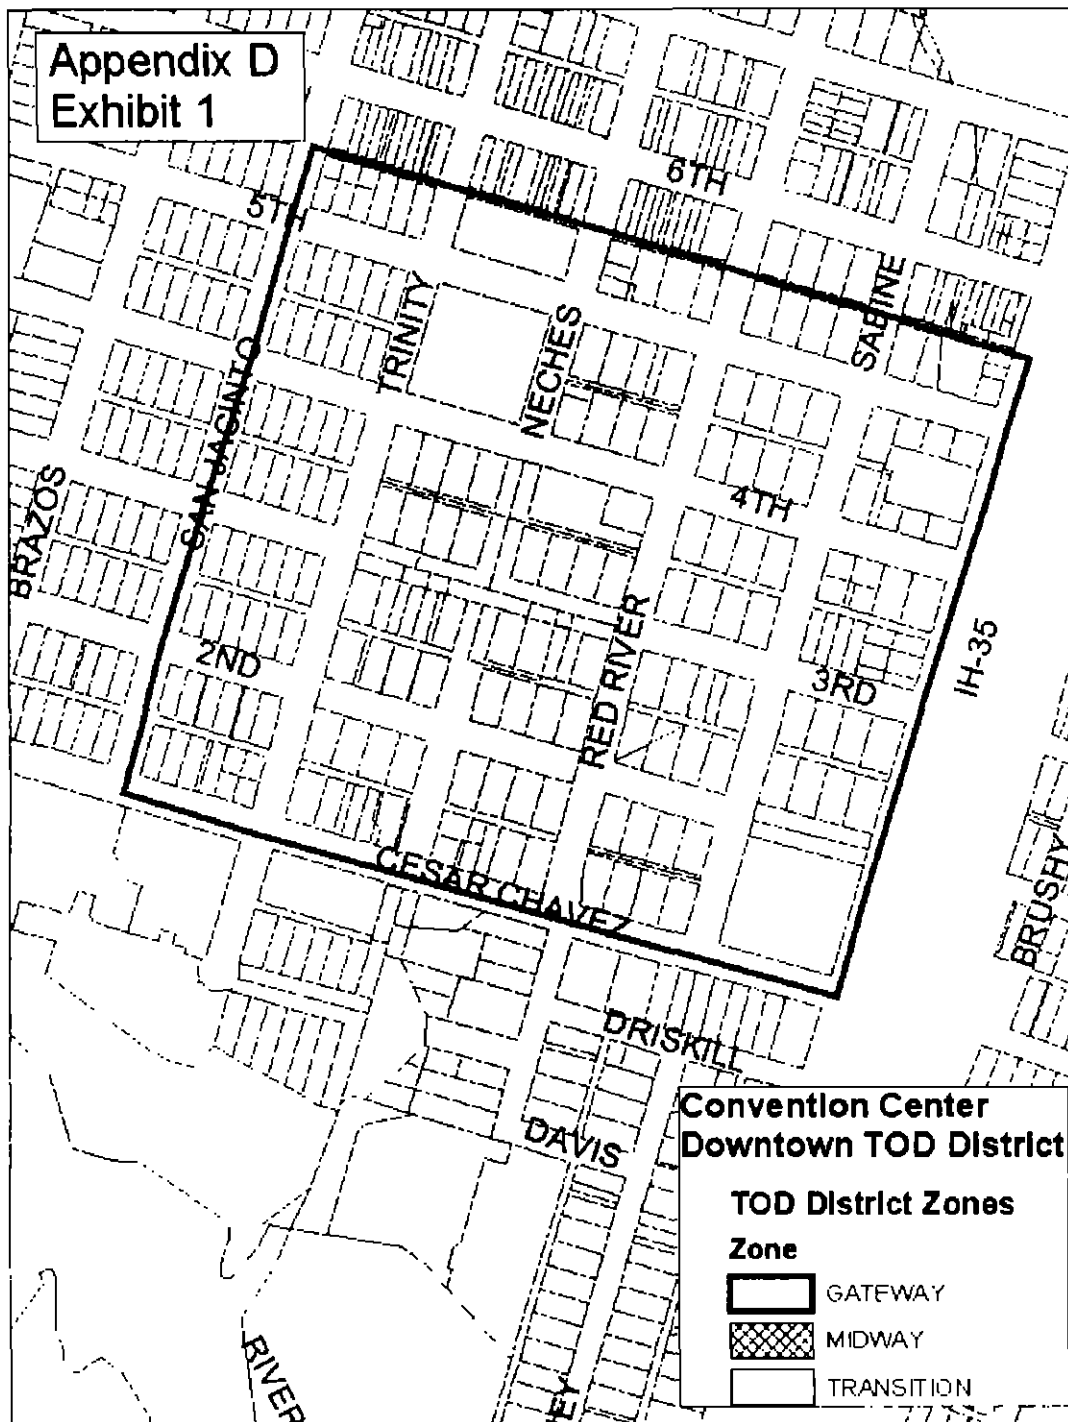 Appendix D
Exhibit 1
6TH
5TH
SABINE
TRINITY
NECHES
SAN JACINTO
BRAZOS
4TH
RED RIVER
2ND
3RD
IH-35
CESAR CHAVEZ
BRUSHY
DRISKILL
DAVIS
RIVER
Convention Center
Downtown TOD District
TOD District Zones
Zone
GATEWAY
MIDWAY
TRANSITION